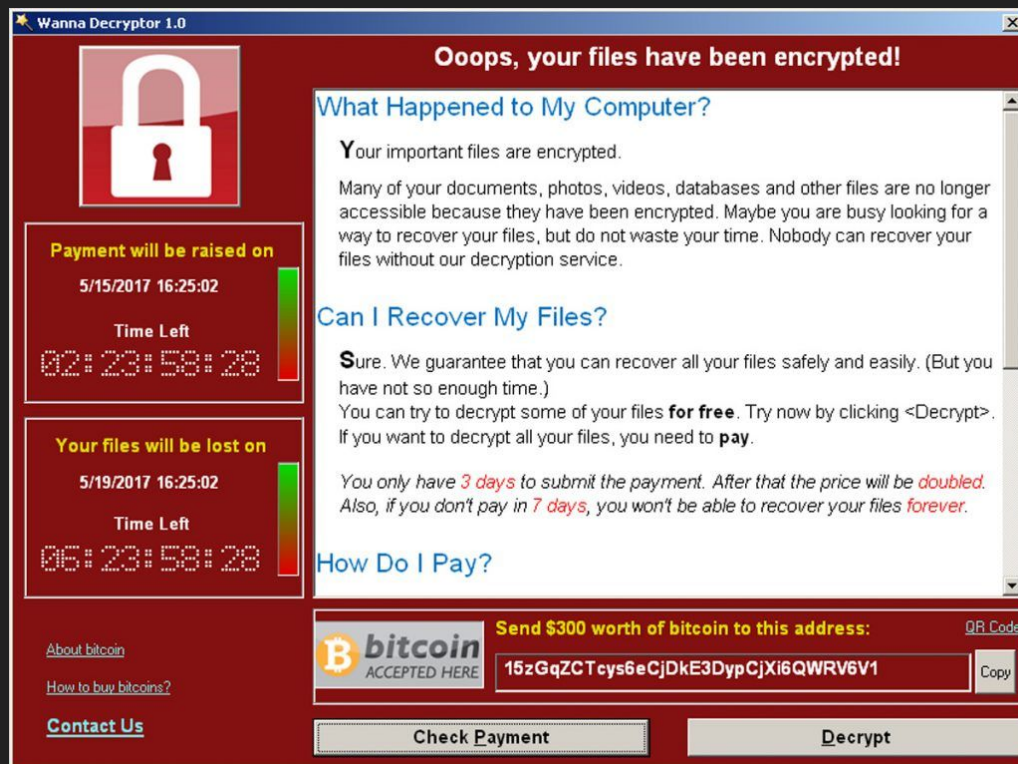 Wanna Decryptor 1.0
Ooops, your files have been encrypted!
What Happened to My Computer?
Your important files are encrypted.
Many of your documents, photos, videos, databases and other files are no longer
accessible because they have been encrypted. Maybe you are busy looking for a
way to recover your files, but do not waste your time. Nobody can recover your
files without our decryption service.
Can I Recover My Files?
Sure. We guarantee that you can recover all your files safely and easily. (But you
have not so enough time.)
You can try to decrypt some of your files for free. Try now by clicking <Decrypt>.
If you want to decrypt all your files, you need to pay.
You only have 3 days to submit the payment. After that the price will be doubled.
Also, if you don't pay in 7 days, you won't be able to recover your files forever.
How Do I Pay?
Payment will be raised on
5/15/2017 16:25:02
Time Left
02:23:58:28
Your files will be lost on
5/19/2017 16:25:02
Time Left
06:23:58:28
About bitcoin
How to buy bitcoins?
Contact Us
bitcoin
ACCEPTED HERE
Send $300 worth of bitcoin to this address:
QR Code
15zGqZCTcys6eCjDkE3DypCjXi6QWRV6V1
Copy
Check Payment
Decrypt